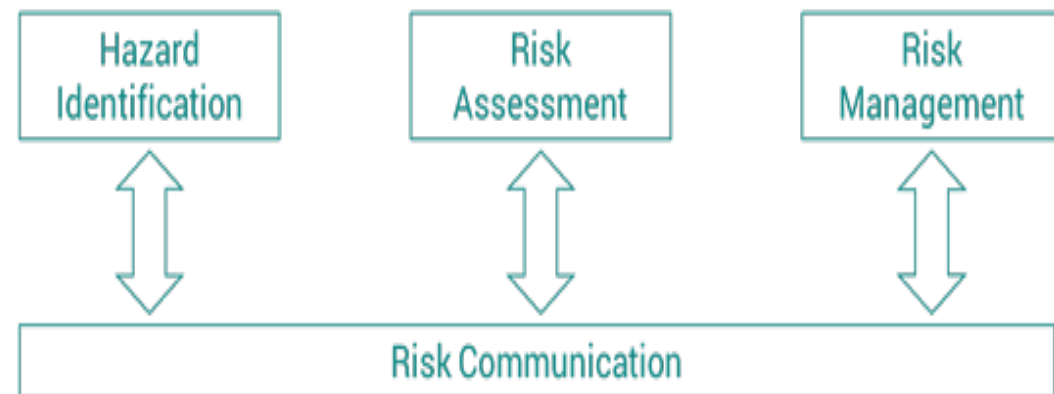 Hazard
Identification
Risk
Assessment
Risk
Management
Risk Communication